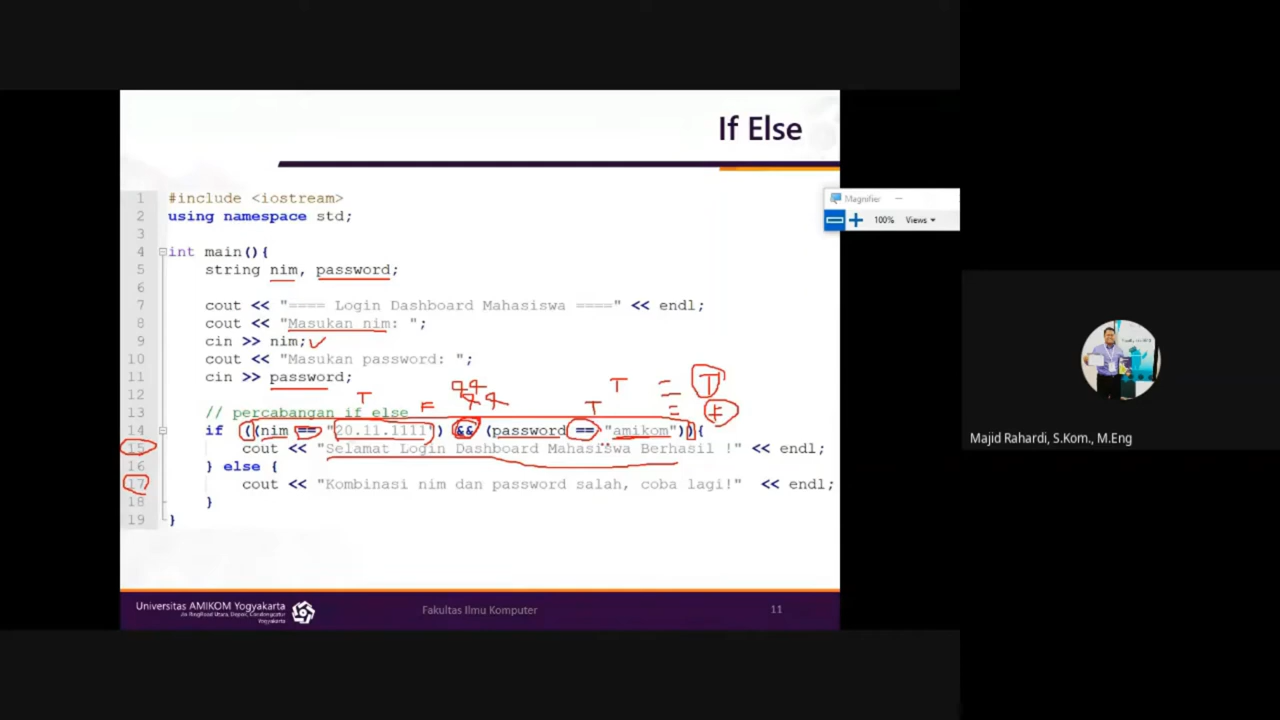 If Else
1 #include <iostream>
2 using namespace std;
3
4 int main(){
5 string nim, password;
6
7 cout << "==== Login Dashboard Mahasiswa ====" << endl;
8 cout << "Masukan nim: ";
9 cin >> nim;
10 cout << "Masukan password: ";
11 cin >> password;
12
T && T = T
F && T = F
13 // percabangan if else
14 if ((nim == "20.11.1111") && (password == "amikom")){
15 cout << "Selamat Login Dashboard Mahasiswa Berhasil !" << endl;
16 } else {
17 cout << "Kombinasi nim dan password salah, coba lagi!" << endl;
18 }
19 }
Magnifier
100% Views
Majid Rahardi, S.Kom., M.Eng
Universitas AMIKOM Yogyakarta
Yogyakarta
Fakultas Ilmu Komputer
11